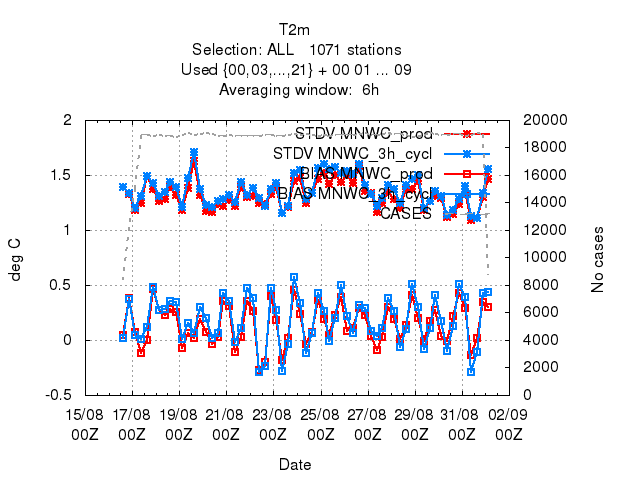 T2m
Selection: ALL   1071 stations
Used {00,03,...,21} + 00 01 ... 09
Averaging window:  6h
STDV MNWC_prod
STDV MNWC_3h_cycl
BIAS MNWC_prod
BIAS MNWC_3h_cycl
CASES
2
1.5
1
0.5
0
-0.5
deg C
20000
18000
16000
14000
12000
10000
8000
6000
4000
2000
0
No cases
15/08 17/08 19/08 21/08 23/08 25/08 27/08 29/08 31/08 02/09
00Z 00Z 00Z 00Z 00Z 00Z 00Z 00Z 00Z 00Z
Date